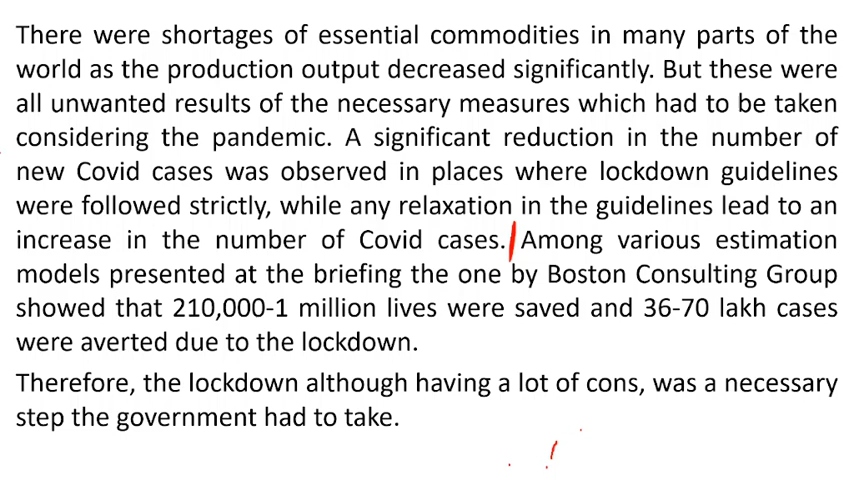 There were shortages of essential commodities in many parts of the
world as the production output decreased significantly. But these were
all unwanted results of the necessary measures which had to be taken
considering the pandemic. A significant reduction in the number of
new Covid cases was observed in places where lockdown guidelines
were followed strictly, while any relaxation in the guidelines lead to an
increase in the number of Covid cases. Among various estimation
models presented at the briefing the one by Boston Consulting Group
showed that 210,000-1 million lives were saved and 36-70 lakh cases
were averted due to the lockdown.
Therefore, the lockdown although having a lot of cons, was a necessary
step the government had to take.